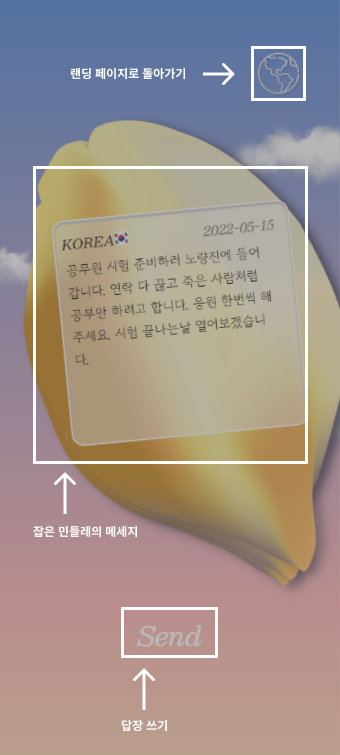 랜딩 페이지로 돌아가기
KOREA🇰🇷
2022-05-15
공무원 시험 준비하러 노량진에 들어
갑니다. 연락 다 끊고 죽은 사람처럼
공부만 하려고 합니다. 응원 한번씩 해
주세요. 시험 끝나는날 열어보겠습니
다.
잡은 민들레의 메세지
Send
답장 쓰기